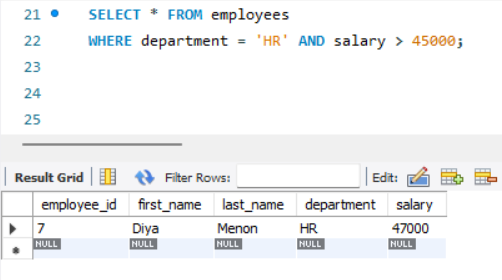 21 SELECT * FROM employees
22 WHERE department = 'HR' AND salary > 45000;
23
24
25
Result Grid Filter Rows: Edit:
employee_id first_name last_name department salary
7 Diya Menon HR 47000
NULL NULL NULL NULL NULL